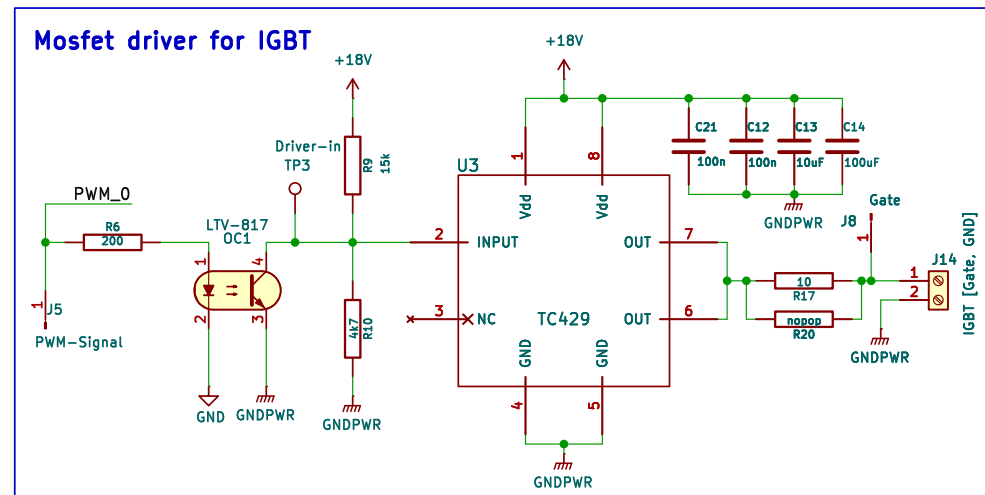 Mosfet driver for IGBT
+18V
+18V
Driver-in
TP3
R9
15k
PWM_0
R6
200
LTV-817
OC1
1
2
4
3
1
J5
PWM-Signal
GND
GNDPWR
4k7
R10
GNDPWR
U3
1
8
Vdd
Vdd
2
INPUT
3
NC
TC429
OUT
7
OUT
6
GND
GND
4
5
GNDPWR
C21
100n
C12
100n
C13
10uF
C14
100uF
GNDPWR
Gate
J8
1
10
R17
nopop
R20
J14
1
2
GNDPWR
IGBT [Gate, GND]